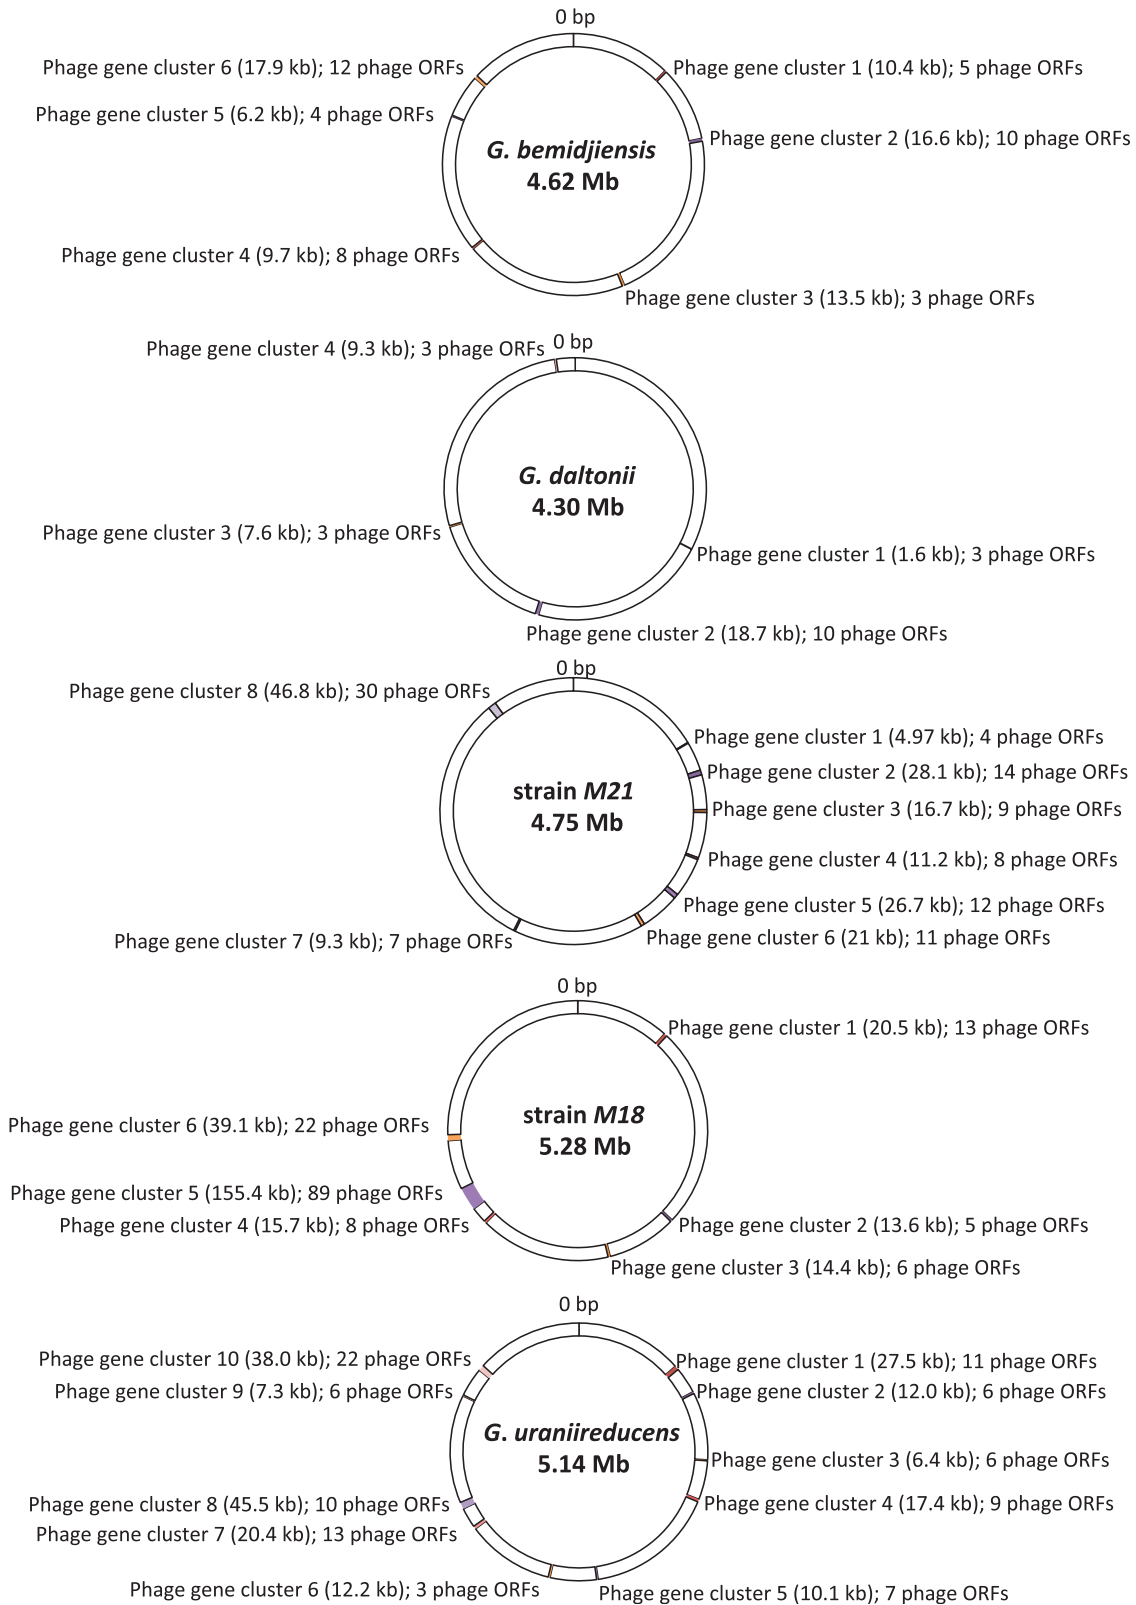 0 bp
Phage gene cluster 6 (17.9 kb); 12 phage ORFs
Phage gene cluster 1 (10.4 kb); 5 phage ORFs
Phage gene cluster 5 (6.2 kb); 4 phage ORFs
Phage gene cluster 2 (16.6 kb); 10 phage ORFs
G. bemidjiensis
4.62 Mb
Phage gene cluster 4 (9.7 kb); 8 phage ORFs
Phage gene cluster 3 (13.5 kb); 3 phage ORFs
0 bp
Phage gene cluster 4 (9.3 kb); 3 phage ORFs
G. daltonii
4.30 Mb
Phage gene cluster 3 (7.6 kb); 3 phage ORFs
Phage gene cluster 1 (1.6 kb); 3 phage ORFs
Phage gene cluster 2 (18.7 kb); 10 phage ORFs
0 bp
Phage gene cluster 8 (46.8 kb); 30 phage ORFs
Phage gene cluster 1 (4.97 kb); 4 phage ORFs
Phage gene cluster 2 (28.1 kb); 14 phage ORFs
strain M21
4.75 Mb
Phage gene cluster 3 (16.7 kb); 9 phage ORFs
Phage gene cluster 4 (11.2 kb); 8 phage ORFs
Phage gene cluster 5 (26.7 kb); 12 phage ORFs
Phage gene cluster 7 (9.3 kb); 7 phage ORFs
Phage gene cluster 6 (21 kb); 11 phage ORFs
0 bp
Phage gene cluster 1 (20.5 kb); 13 phage ORFs
strain M18
5.28 Mb
Phage gene cluster 6 (39.1 kb); 22 phage ORFs
Phage gene cluster 5 (155.4 kb); 89 phage ORFs
Phage gene cluster 4 (15.7 kb); 8 phage ORFs
Phage gene cluster 2 (13.6 kb); 5 phage ORFs
Phage gene cluster 3 (14.4 kb); 6 phage ORFs
0 bp
Phage gene cluster 10 (38.0 kb); 22 phage ORFs
Phage gene cluster 1 (27.5 kb); 11 phage ORFs
Phage gene cluster 9 (7.3 kb); 6 phage ORFs
Phage gene cluster 2 (12.0 kb); 6 phage ORFs
G. uraniireducens
5.14 Mb
Phage gene cluster 3 (6.4 kb); 6 phage ORFs
Phage gene cluster 8 (45.5 kb); 10 phage ORFs
Phage gene cluster 4 (17.4 kb); 9 phage ORFs
Phage gene cluster 7 (20.4 kb); 13 phage ORFs
Phage gene cluster 6 (12.2 kb); 3 phage ORFs
Phage gene cluster 5 (10.1 kb); 7 phage ORFs